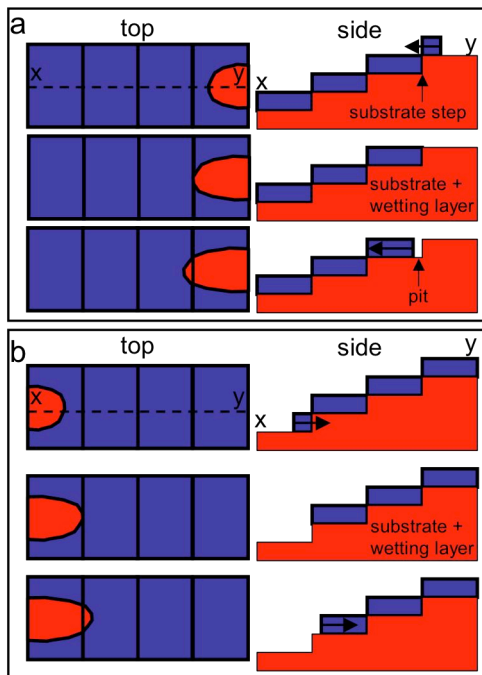 a
top
side
x
y
x
y
substrate step
substrate +
wetting layer
pit
b
top
side
x
y
x
y
substrate +
wetting layer